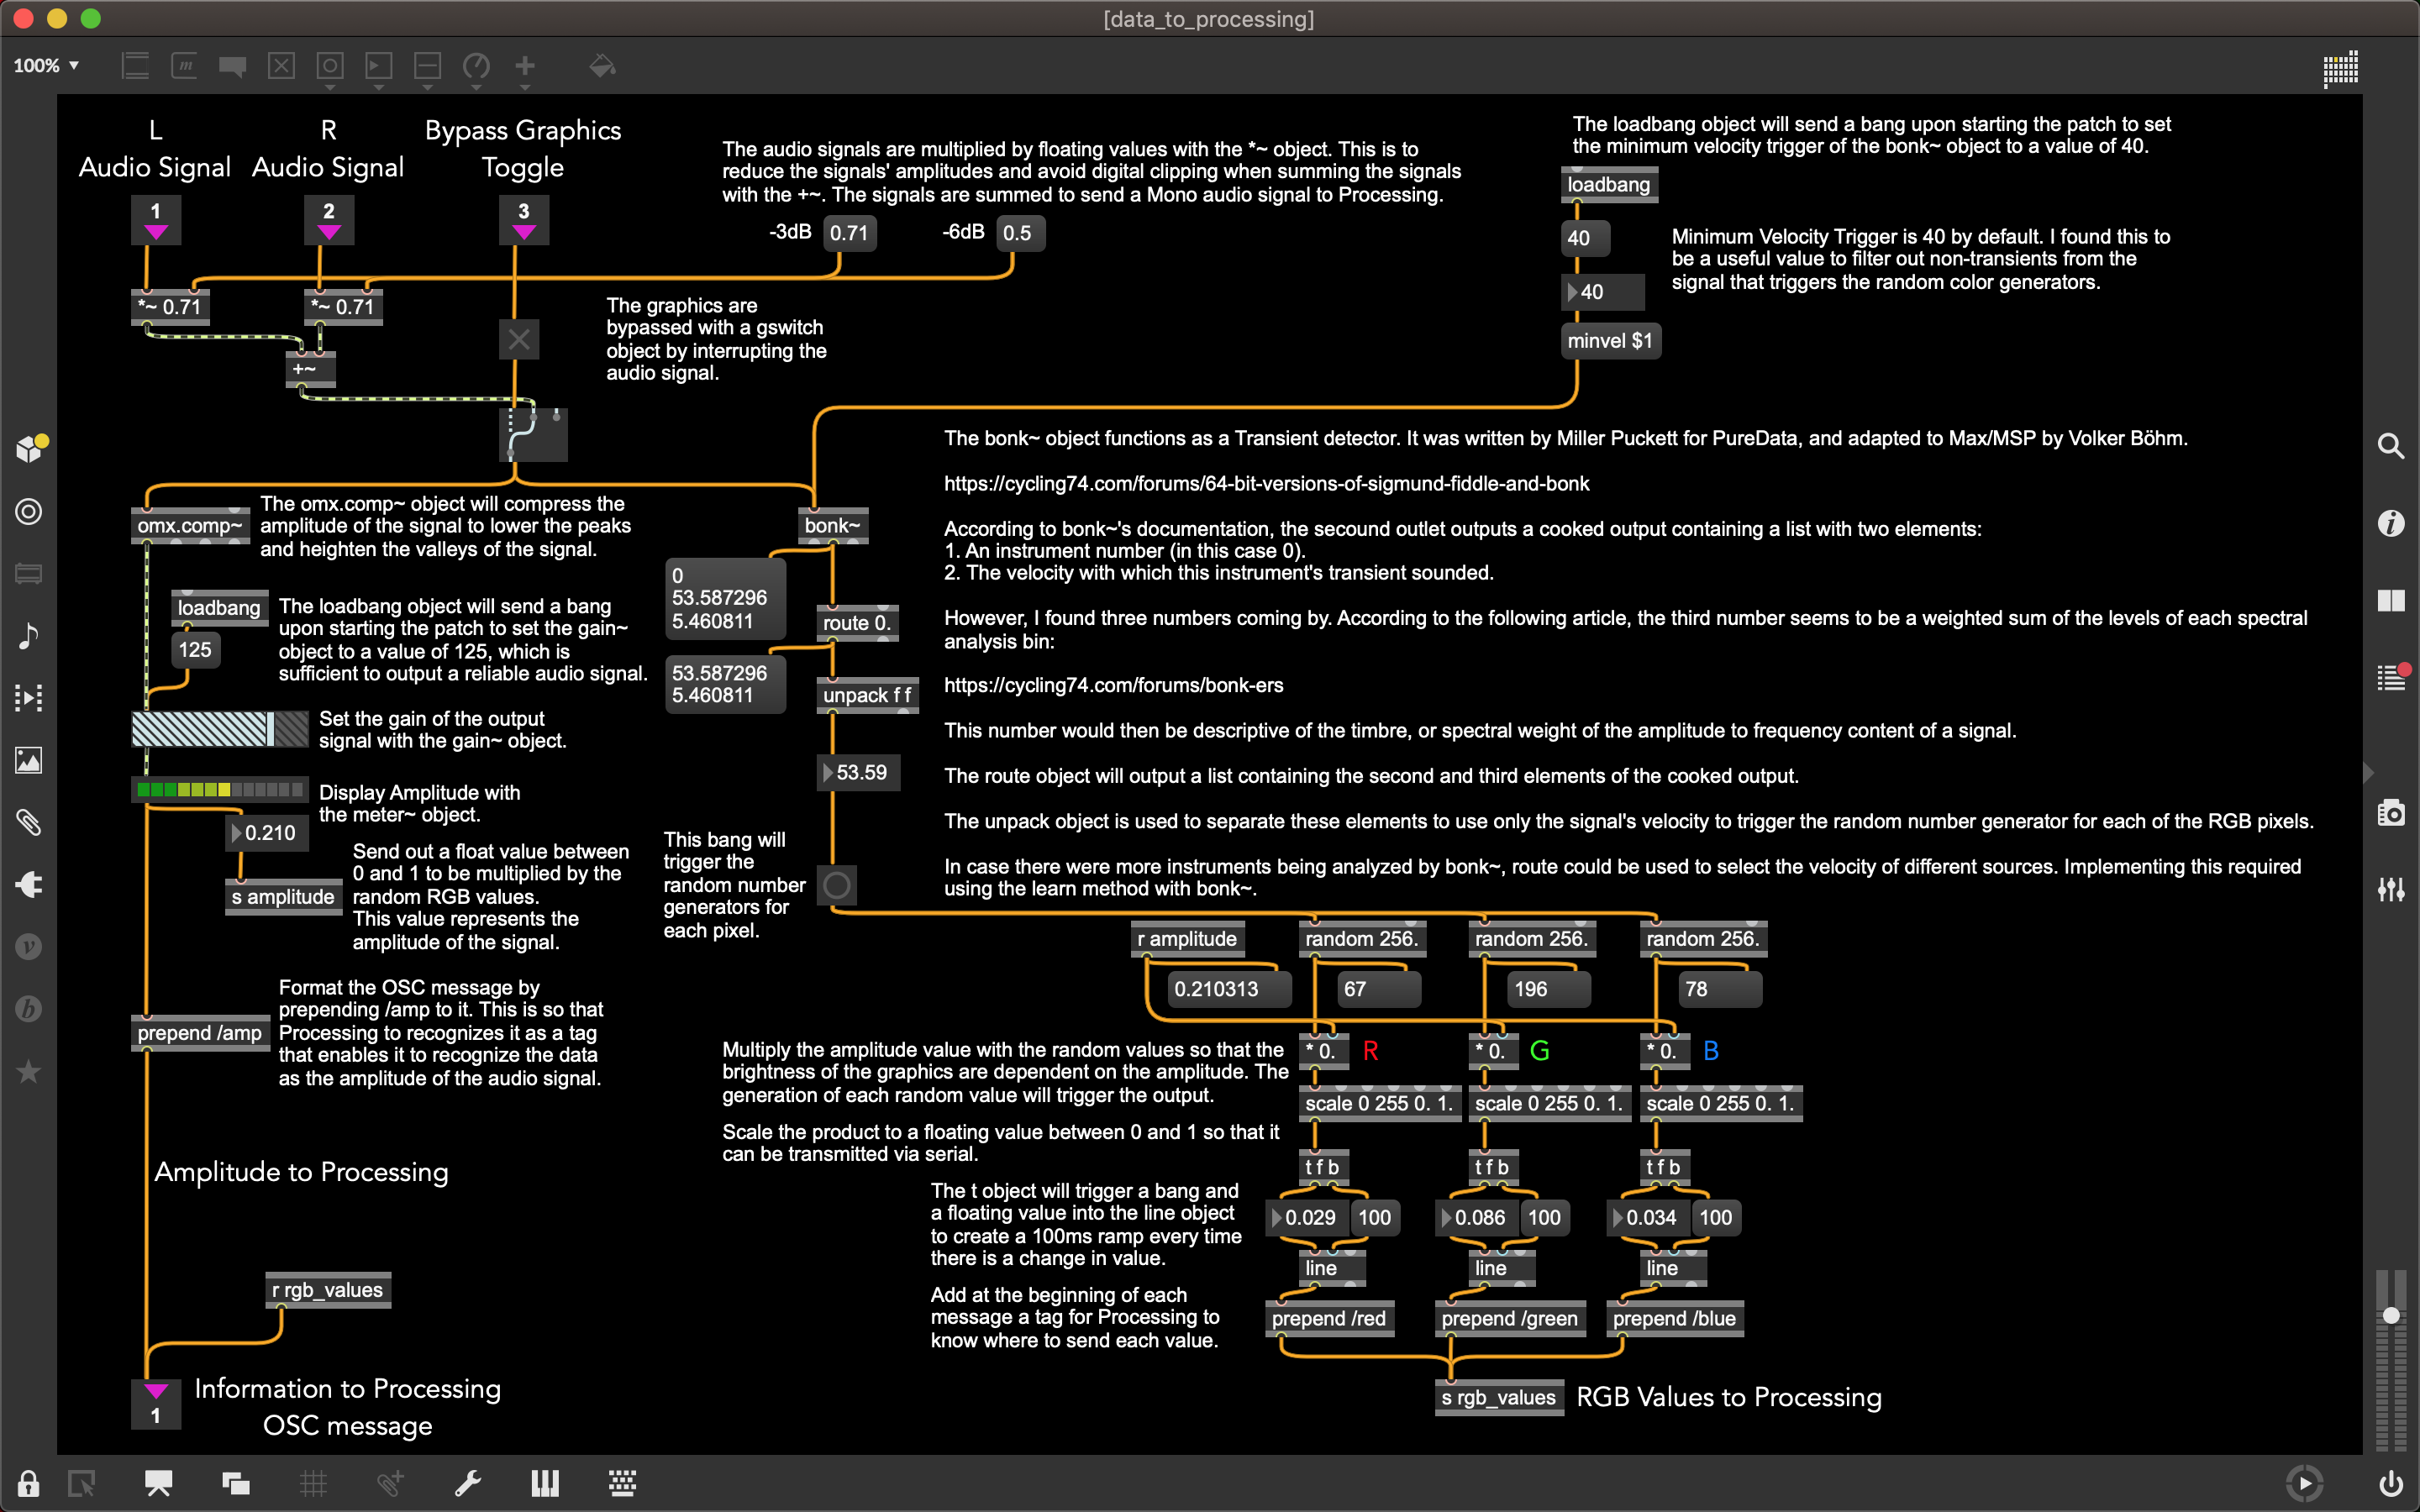 [data_to_processing]
100%
L
Audio Signal
R
Audio Signal
Bypass Graphics
Toggle
1
2
3
The audio signals are multiplied by floating values with the *~ object. This is to
reduce the signals' amplitudes and avoid digital clipping when summing the signals
with the +~. The signals are summed to send a Mono audio signal to Processing.
-3dB
0.71
-6dB
0.5
The loadbang object will send a bang upon starting the patch to set
the minimum velocity trigger of the bonk~ object to a value of 40.
loadbang
40
40
minvel $1
Minimum Velocity Trigger is 40 by default. I found this to
be a useful value to filter out non-transients from the
signal that triggers the random color generators.
*~ 0.71
*~ 0.71
+~
The graphics are
bypassed with a gswitch
object by interrupting the
audio signal.
omx.comp~
The omx.comp~ object will compress the
amplitude of the signal to lower the peaks
and heighten the valleys of the signal.
loadbang
125
The loadbang object will send a bang
upon starting the patch to set the gain~
object to a value of 125, which is
sufficient to output a reliable audio signal.
Set the gain of the output
signal with the gain~ object.
Display Amplitude with
the meter~ object.
0.210
s amplitude
Send out a float value between
0 and 1 to be multiplied by the
random RGB values.
This value represents the
amplitude of the signal.
prepend /amp
Format the OSC message by
prepending /amp to it. This is so that
Processing to recognizes it as a tag
that enables it to recognize the data
as the amplitude of the audio signal.
Amplitude to Processing
r rgb_values
1
Information to Processing
OSC message
bonk~
0
53.587296
5.460811
route 0.
53.587296
5.460811
unpack f f
53.59
This bang will
trigger the
random number
generators for
each pixel.
The bonk~ object functions as a Transient detector. It was written by Miller Puckett for PureData, and adapted to Max/MSP by Volker Böhm.
https://cycling74.com/forums/64-bit-versions-of-sigmund-fiddle-and-bonk
According to bonk~'s documentation, the secound outlet outputs a cooked output containing a list with two elements:
1. An instrument number (in this case 0).
2. The velocity with which this instrument's transient sounded.
However, I found three numbers coming by. According to the following article, the third number seems to be a weighted sum of the levels of each spectral
analysis bin:
https://cycling74.com/forums/bonk-ers
This number would then be descriptive of the timbre, or spectral weight of the amplitude to frequency content of a signal.
The route object will output a list containing the second and third elements of the cooked output.
The unpack object is used to separate these elements to use only the signal's velocity to trigger the random number generator for each of the RGB pixels.
In case there were more instruments being analyzed by bonk~, route could be used to select the velocity of different sources. Implementing this required
using the learn method with bonk~.
r amplitude
random 256.
random 256.
random 256.
0.210313
67
196
78
Multiply the amplitude value with the random values so that the
brightness of the graphics are dependent on the amplitude. The
generation of each random value will trigger the output.
* 0.
R
* 0.
G
* 0.
B
scale 0 255 0. 1.
scale 0 255 0. 1.
scale 0 255 0. 1.
Scale the product to a floating value between 0 and 1 so that it
can be transmitted via serial.
t f b
t f b
t f b
The t object will trigger a bang and
a floating value into the line object
to create a 100ms ramp every time
there is a change in value.
0.029
100
0.086
100
0.034
100
line
line
line
Add at the beginning of each
message a tag for Processing to
know where to send each value.
prepend /red
prepend /green
prepend /blue
s rgb_values
RGB Values to Processing